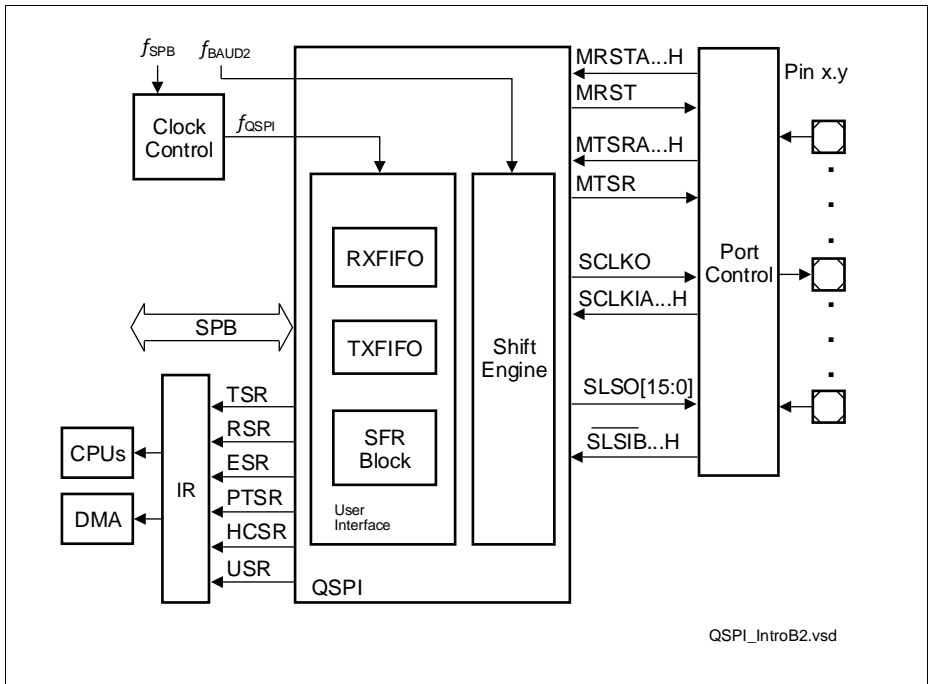 fSPB
fBAUD2
Clock
Control
fQSPI
SPB
CPUs
DMA
IR
TSR
RSR
ESR
PTSR
HCSR
USR
RXFIFO
TXFIFO
SFR
Block
User
Interface
QSPI
Shift
Engine
MRSTA...H
MRST
MTSRA...H
MTSR
SCLKO
SCLKIA...H
SLSO[15:0]
SLSIB...H
Port
Control
Pin x.y
QSPI_IntroB2.vsd